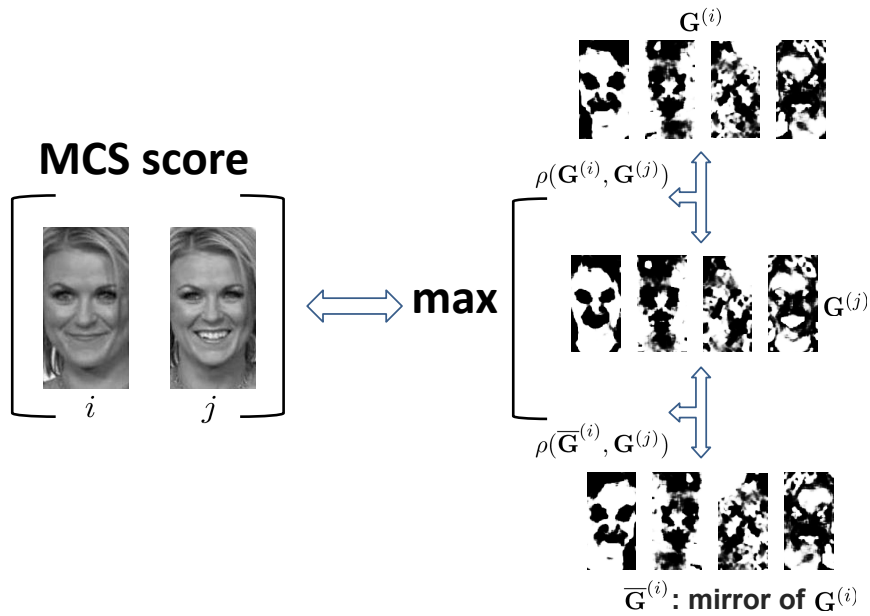 G^(i)
MCS score
ρ(G^(i), G^(j))
max
G^(j)
i
j
ρ(G̅^(i), G^(j))
G̅^(i): mirror of G^(i)